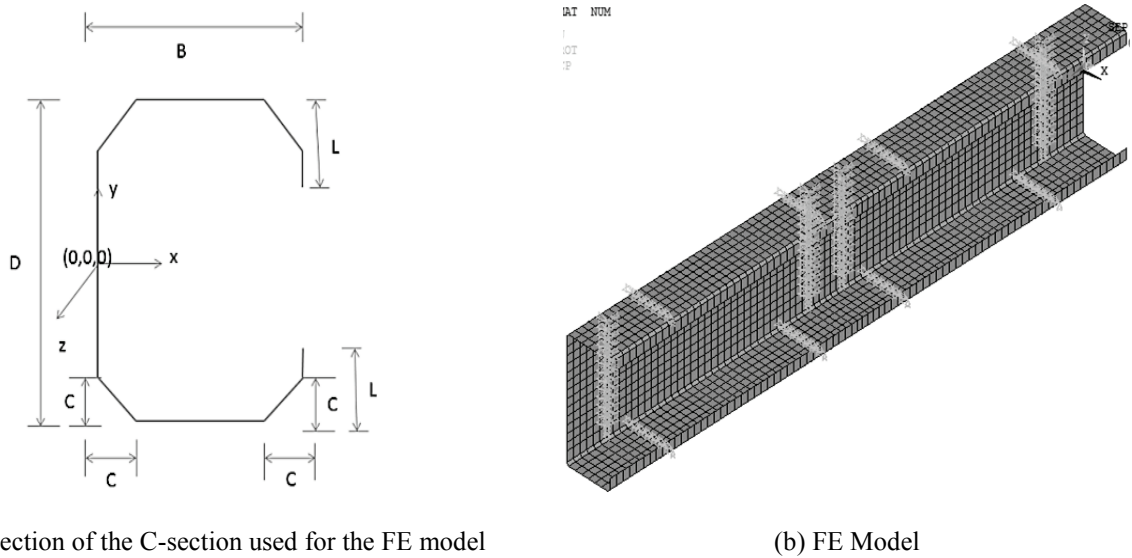 B
L
y
D
(0,0,0)
x
z
C
C
L
C
C
ection of the C-section used for the FE model
NUM
X
(b) FE Model